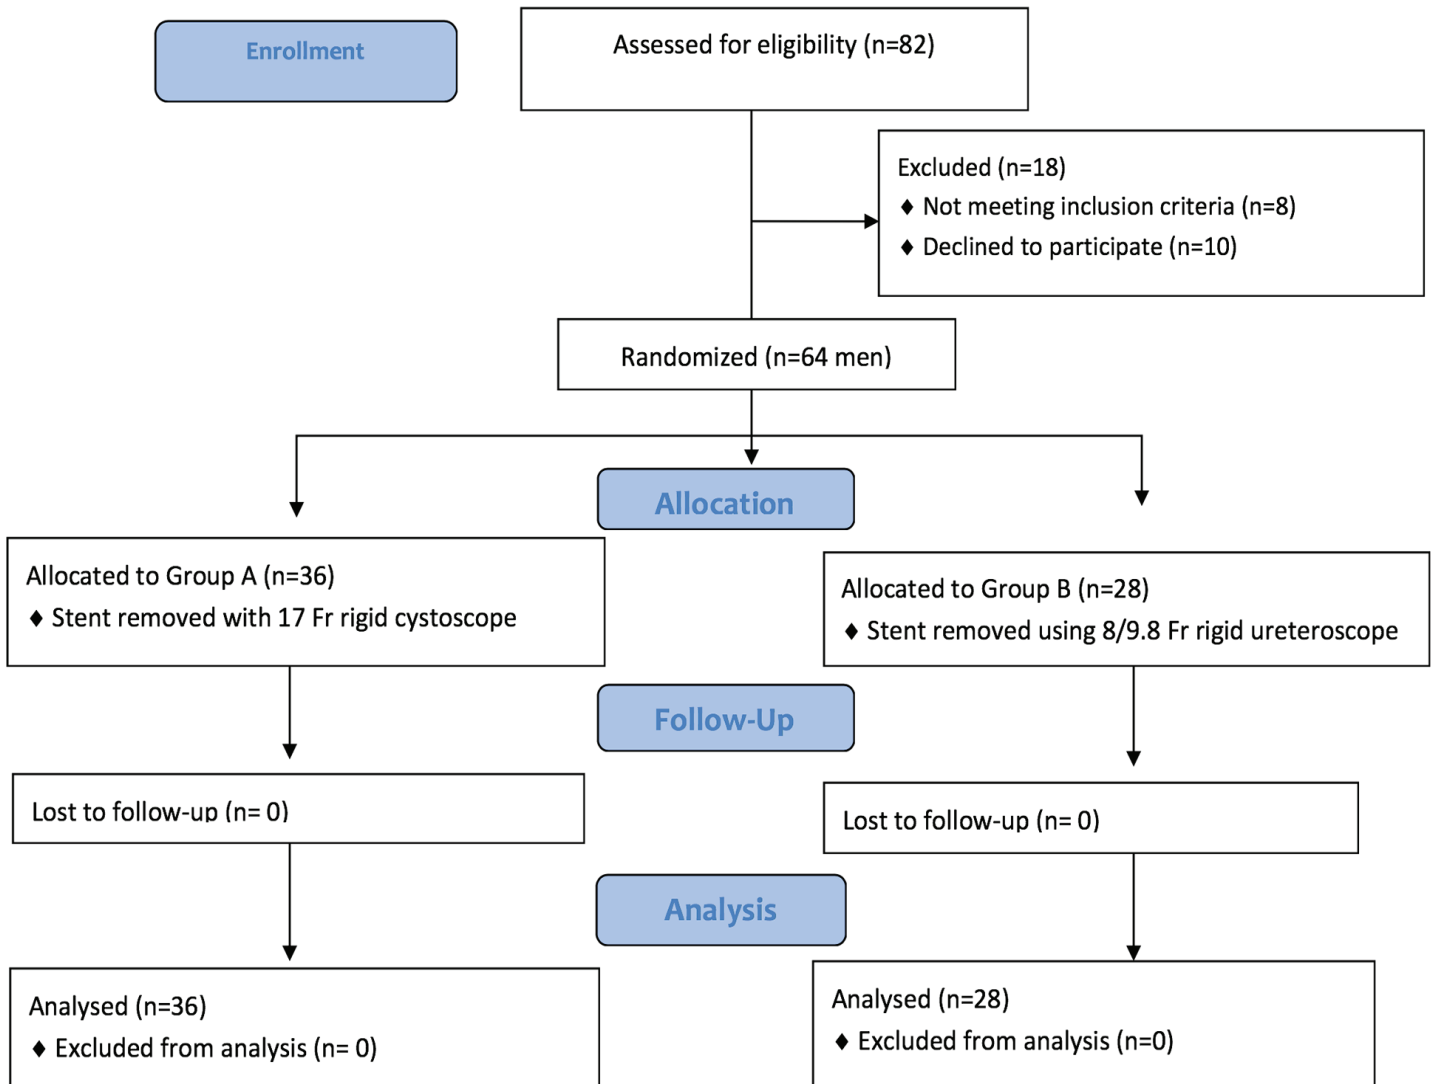 Enrollment
Assessed for eligibility (n=82)
Excluded (n=18)
♦ Not meeting inclusion criteria (n=8)
♦ Declined to participate (n=10)
Randomized (n=64 men)
Allocation
Allocated to Group A (n=36)
♦ Stent removed with 17 Fr rigid cystoscope
Allocated to Group B (n=28)
♦ Stent removed using 8/9.8 Fr rigid ureteroscope
Follow-Up
Lost to follow-up (n= 0)
Lost to follow-up (n= 0)
Analysis
Analysed (n=36)
♦ Excluded from analysis (n= 0)
Analysed (n=28)
♦ Excluded from analysis (n=0)